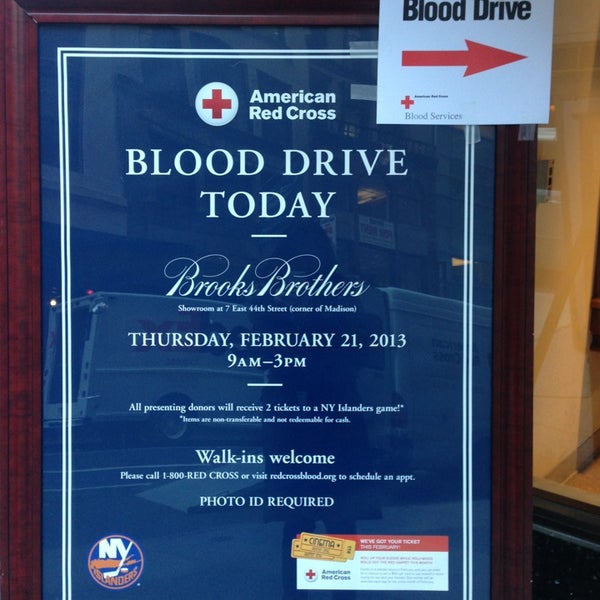 Blood Drive
American Red Cross
Blood Services
American
Red Cross
BLOOD DRIVE
TODAY
Brooks Brothers
Showroom at 7 East 44th Street (corner of Madison)
THURSDAY, FEBRUARY 21, 2013
9AM–3PM
All presenting donors will receive 2 tickets to a NY Islanders game!*
*Items are non-transferable and not redeemable for cash.
Walk-ins welcome
Please call 1-800-RED CROSS or visit redcrossblood.org to schedule an appt.
PHOTO ID REQUIRED
NY
ISLANDERS
CINEMA
American
Red Cross
WE'VE GOT YOUR TICKET
THIS FEBRUARY!